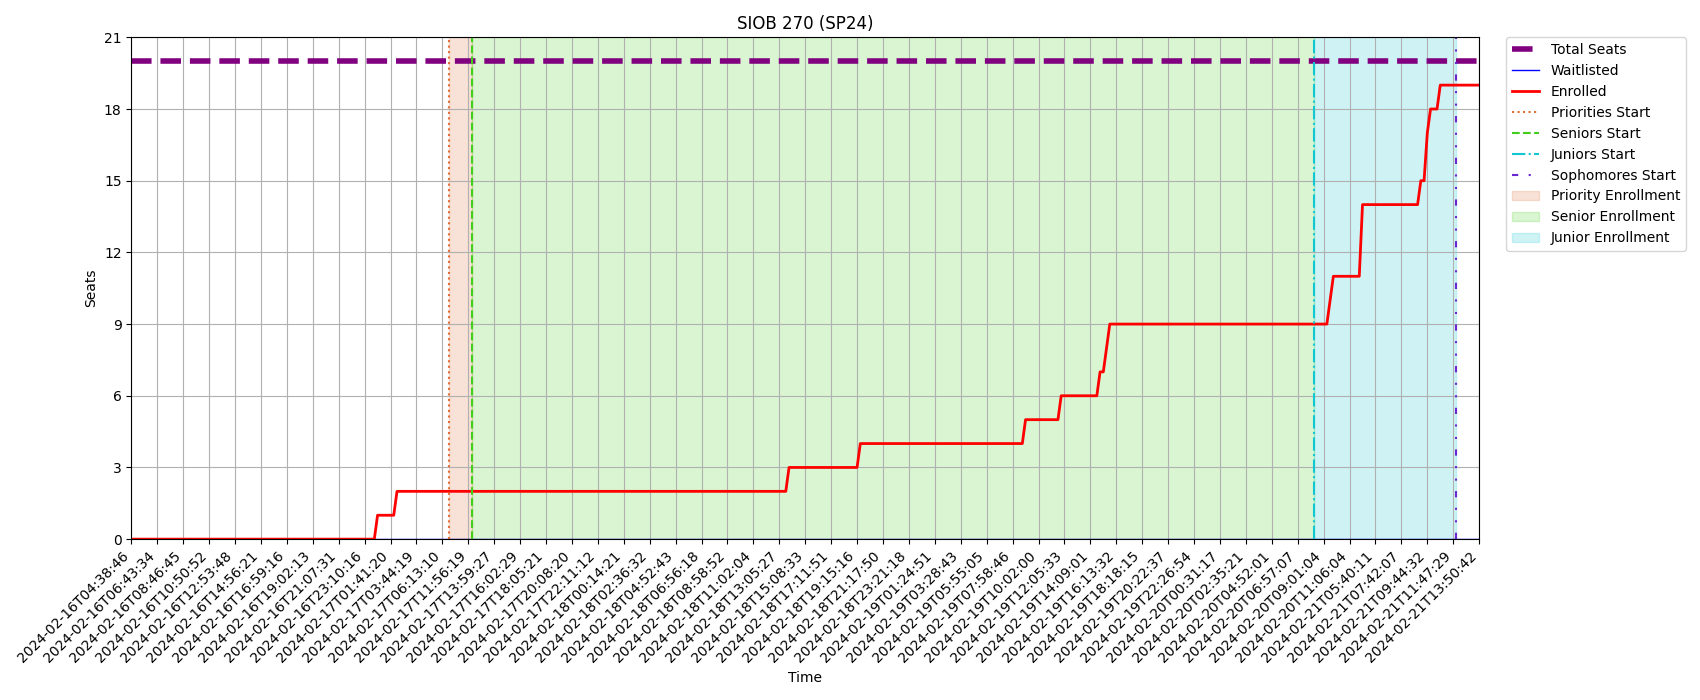 SIOB 270 (SP24)
21
18
15
12
9
6
3
0
Seats
2024-02-16T04:38:46
2024-02-16T06:43:34
2024-02-16T08:46:45
2024-02-16T10:50:52
2024-02-16T12:53:48
2024-02-16T14:56:21
2024-02-16T16:59:16
2024-02-16T19:02:13
2024-02-16T21:07:31
2024-02-16T23:10:16
2024-02-17T01:41:20
2024-02-17T03:44:19
2024-02-17T06:13:10
2024-02-17T11:56:19
2024-02-17T13:59:27
2024-02-17T16:02:29
2024-02-17T18:05:21
2024-02-17T20:08:20
2024-02-17T22:11:12
2024-02-18T00:14:21
2024-02-18T02:36:32
2024-02-18T04:52:43
2024-02-18T06:56:18
2024-02-18T08:58:52
2024-02-18T11:02:04
2024-02-18T13:05:27
2024-02-18T15:08:33
2024-02-18T17:11:51
2024-02-18T19:15:16
2024-02-18T21:17:50
2024-02-18T23:21:18
2024-02-19T01:24:51
2024-02-19T03:28:43
2024-02-19T05:55:05
2024-02-19T07:58:46
2024-02-19T10:02:00
2024-02-19T12:05:33
2024-02-19T14:09:01
2024-02-19T16:13:32
2024-02-19T18:18:15
2024-02-19T20:22:37
2024-02-19T22:26:54
2024-02-20T00:31:17
2024-02-20T02:35:21
2024-02-20T04:52:01
2024-02-20T06:57:07
2024-02-20T09:01:04
2024-02-20T11:06:04
2024-02-21T05:40:11
2024-02-21T07:42:07
2024-02-21T09:44:32
2024-02-21T11:47:29
2024-02-21T13:50:42
Time
Total Seats
Waitlisted
Enrolled
Priorities Start
Seniors Start
Juniors Start
Sophomores Start
Priority Enrollment
Senior Enrollment
Junior Enrollment